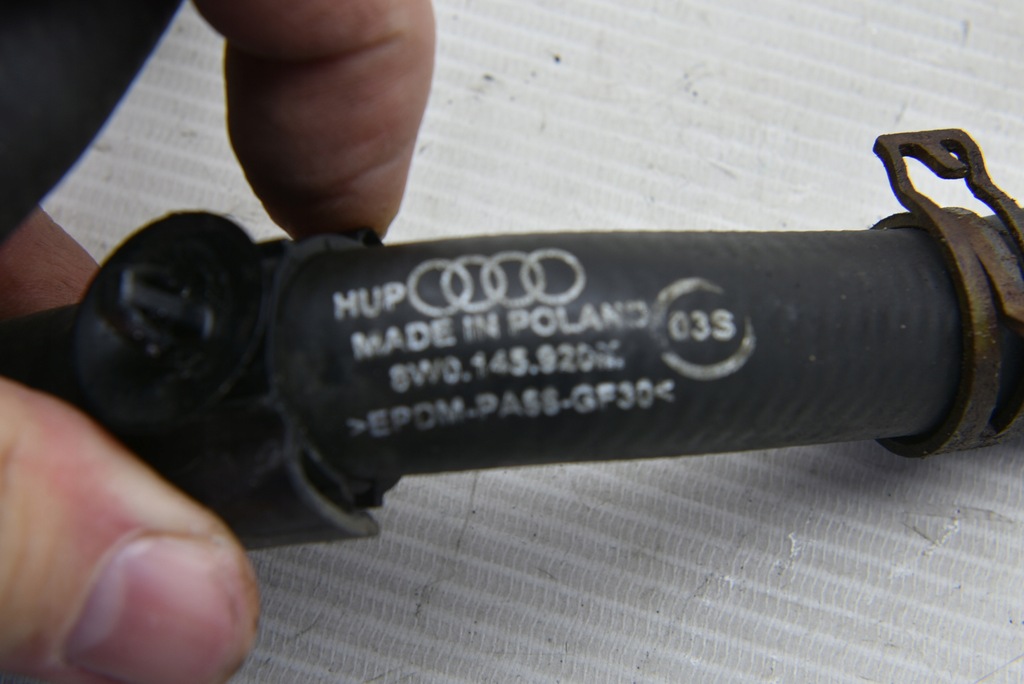 HUP
MADE IN POLAND
03S
8W0.145.920
>EPDM-PA66-GF30<